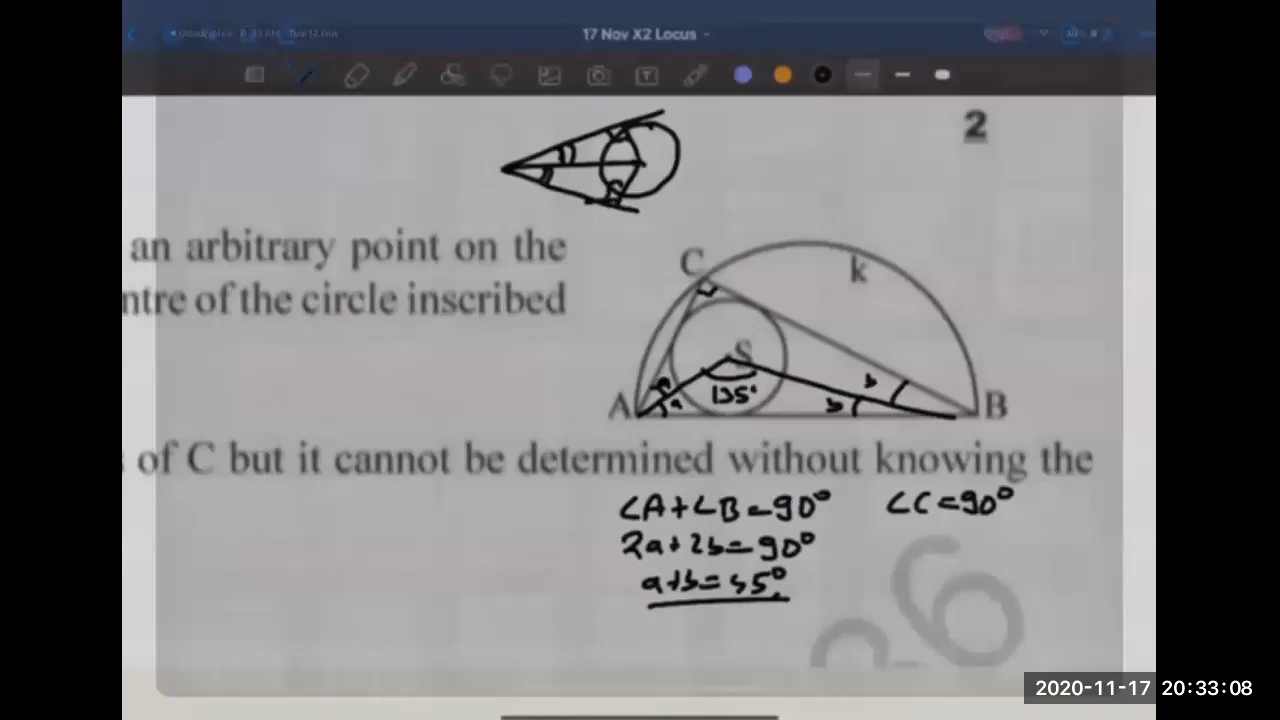 17 Nov X2 Locus
2
an arbitrary point on the
C
k
ntre of the circle inscribed
S
b
A
a
a
135°
b
B
of C but it cannot be determined without knowing the
∠A+∠B=90° ∠C=90°
2a+2b=90°
a+b=45°
6
2020-11-17 20:33:08